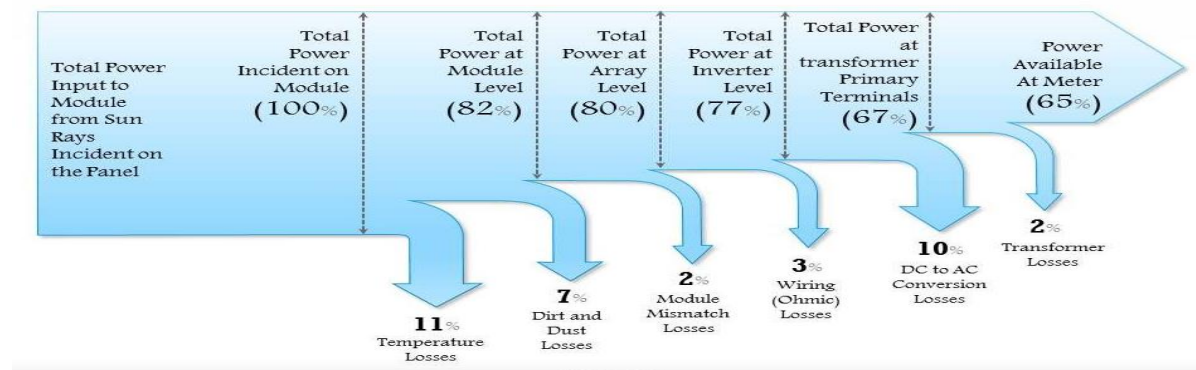 Total Power
Input to
Module
from Sun
Rays
Incident on
the Panel
Total
Power
Incident on
Module
(100%)
Total
Power at
Module
Level
(82%)
Total
Power at
Array
Level
(80%)
Total
Power at
Inverter
Level
(77%)
Total Power
at
transformer
Primary
Terminals
(67%)
Power
Available
At Meter
(65%)
11%
Temperature
Losses
7%
Dirt and
Dust
Losses
2%
Module
Mismatch
Losses
3%
Wiring
(Ohmic)
Losses
10%
DC to AC
Conversion
Losses
2%
Transformer
Losses